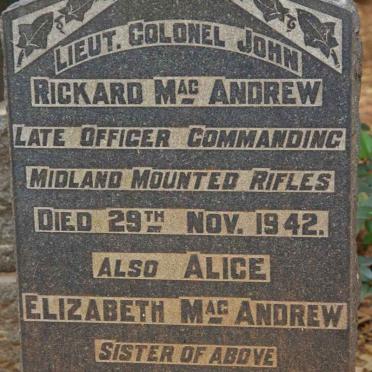 LIEUT. COLONEL JOHN
RICKARD MAC ANDREW
LATE OFFICER COMMANDING
MIDLAND MOUNTED RIFLES
DIED 29TH NOV. 1942.
ALSO ALICE
ELIZABETH MAC ANDREW
SISTER OF ABOVE